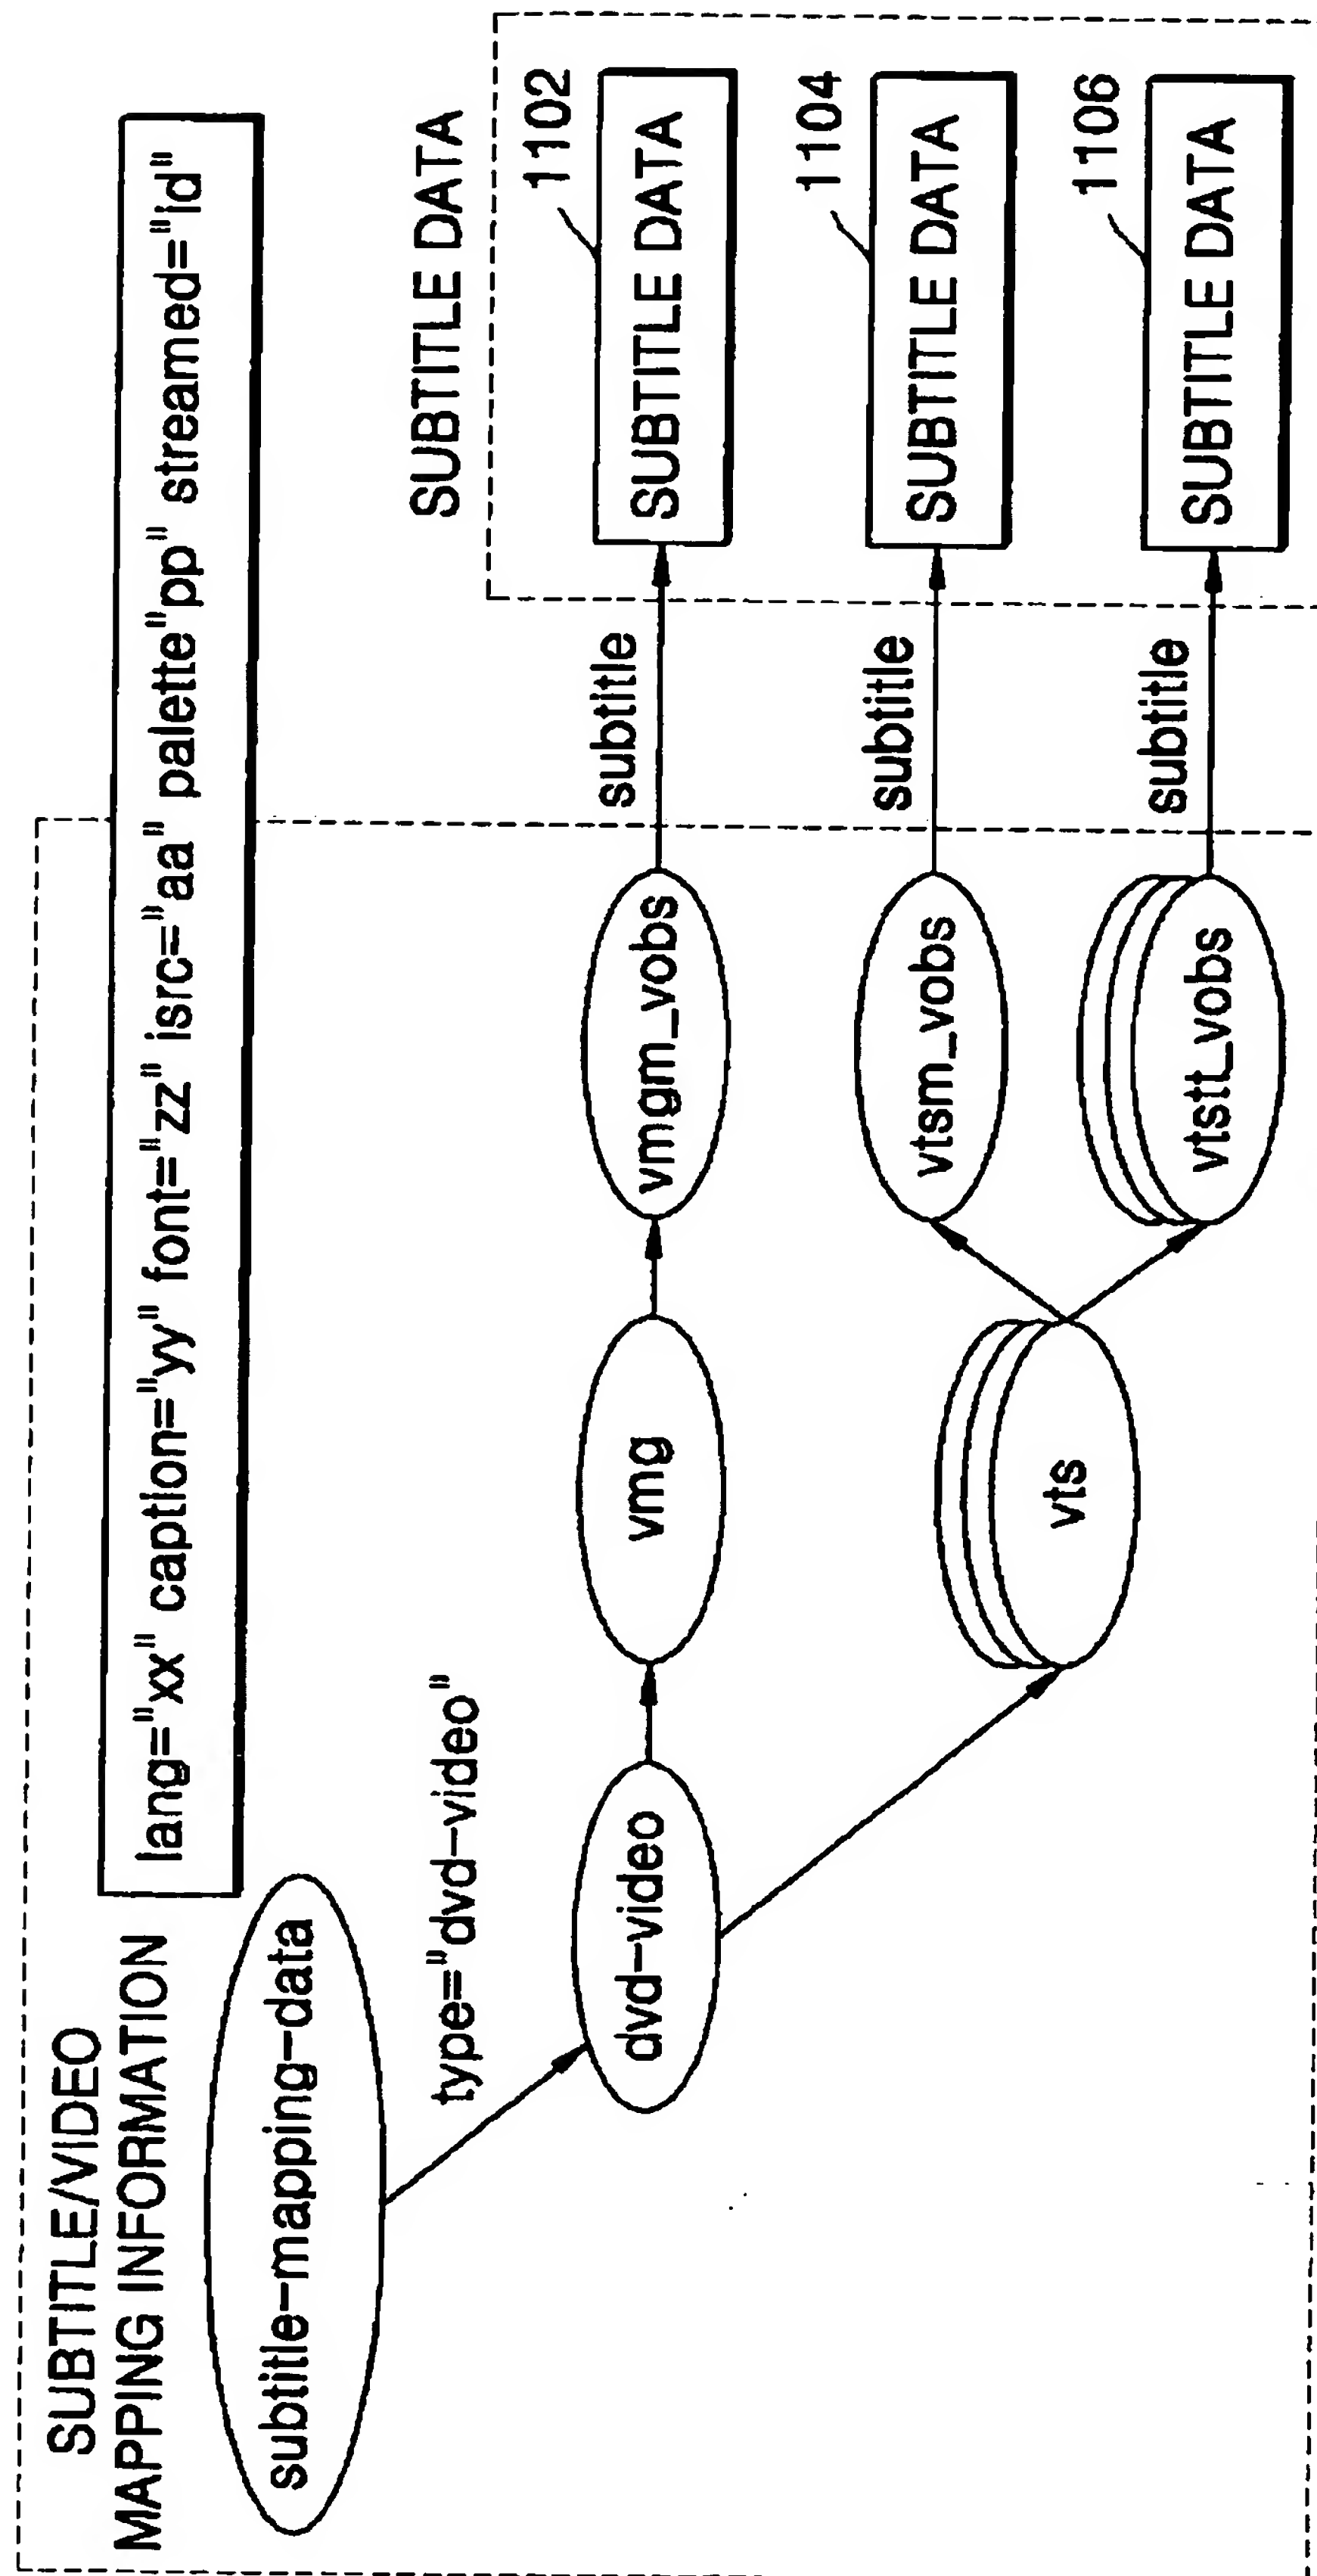 SUBTITLE/VIDEO
MAPPING INFORMATION
lang="xx" caption="yy" font="zz" isrc="aa" palette"pp" streamed="id"
subtitle-mapping-data
type="dvd-video"
SUBTITLE DATA
dvd-video
vmg
vmgm_vobs
subtitle
SUBTITLE DATA
1102
vts
vtsm_vobs
subtitle
SUBTITLE DATA
1104
vtstt_vobs
subtitle
SUBTITLE DATA
1106